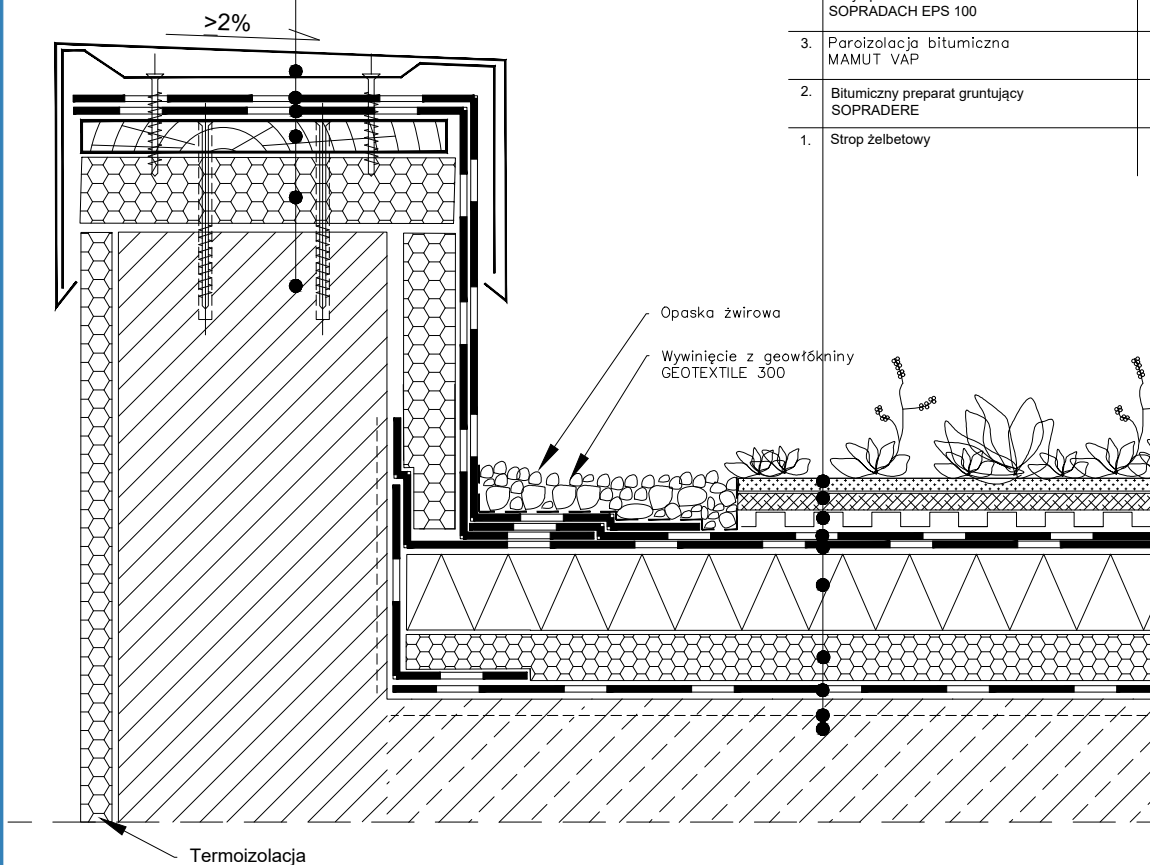 >2%
SOPRADACH EPS 100
3. Paroizolacja bitumiczna
MAMUT VAP
2. Bitumiczny preparat gruntujący
SOPRADERE
1. Strop żelbetowy
Opaska żwirowa
Wywinięcie z geowłókniny
GEOTEXTILE 300
Termoizolacja